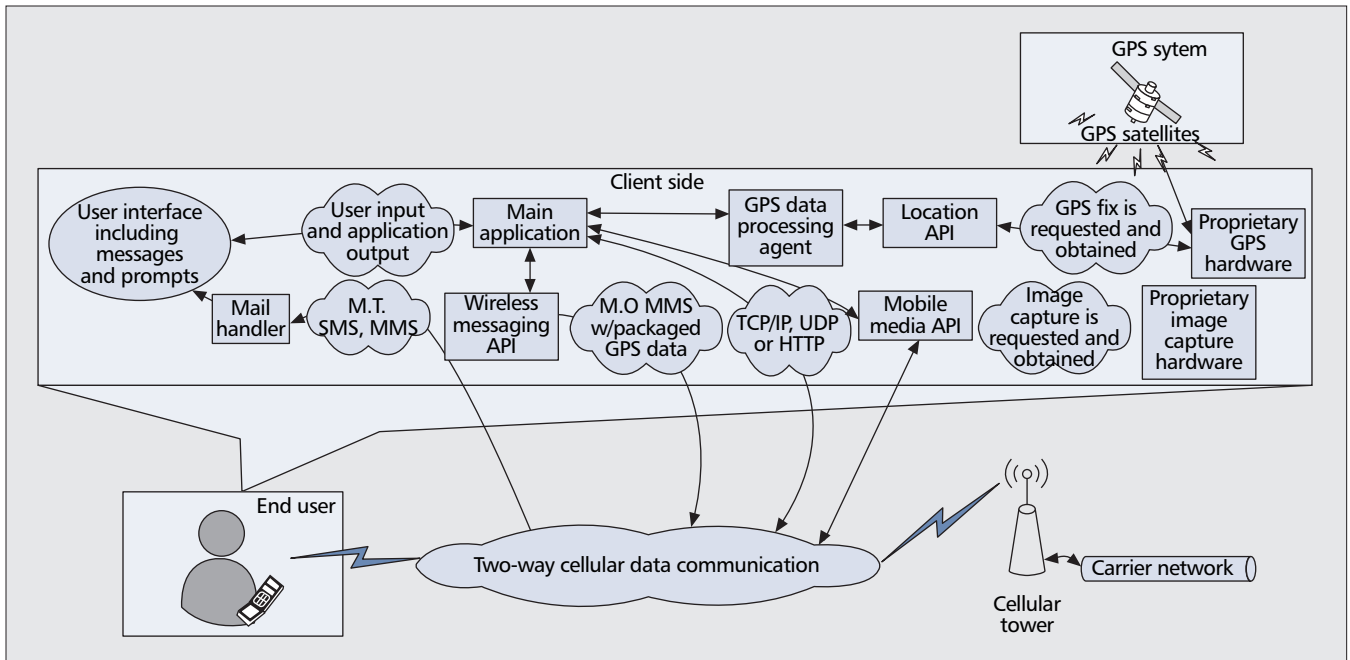 GPS sytem
GPS satellites
Client side
User interface
including
messages
and prompts
User input
and application
output
Main
application
GPS data
processing
agent
Location
API
GPS fix is
requested and
obtained
Proprietary
GPS
hardware
Mail
handler
M.T.
SMS, MMS
Wireless
messaging
API
M.O MMS
w/packaged
GPS data
TCP/IP, UDP
or HTTP
Mobile
media API
Image
capture is
requested and
obtained
Proprietary
image
capture
hardware
End user
Two-way cellular data communication
Cellular
tower
Carrier network